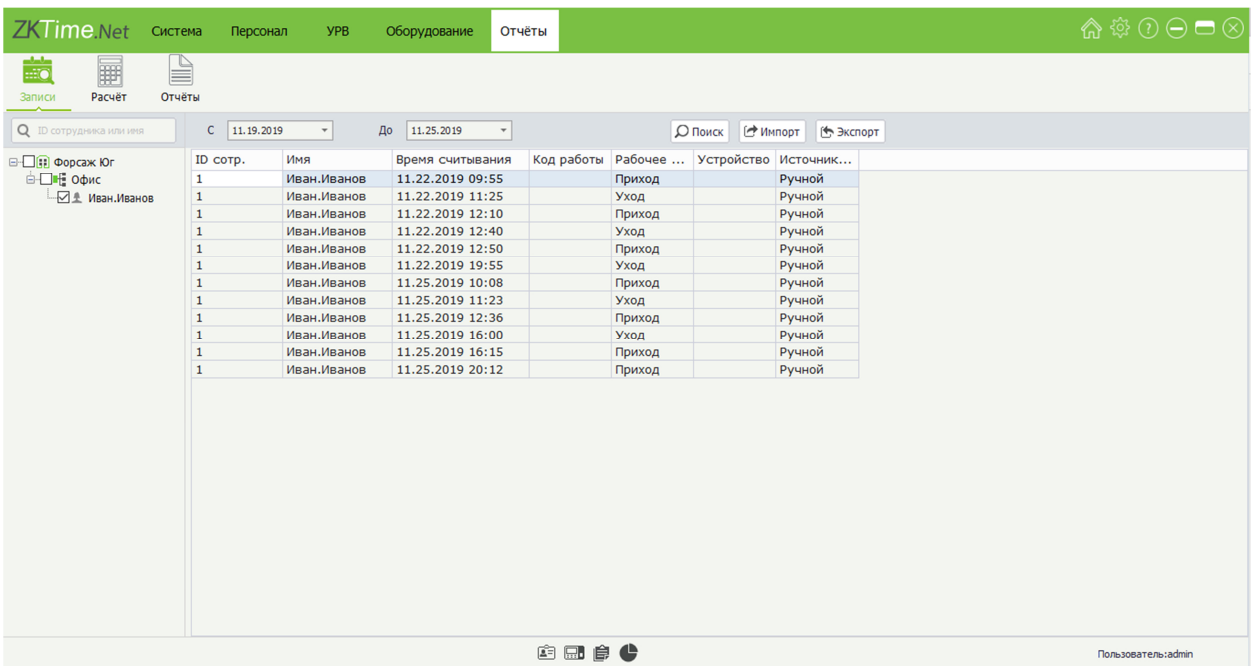 ZKTime.Net Система Персонал УРВ Оборудование Отчёты
Записи Расчёт Отчёты
ID сотрудника или имя С 11.19.2019 До 11.25.2019 Поиск Импорт Экспорт
Форсаж Юг
Офис
Иван.Иванов
ID сотр. Имя Время считывания Код работы Рабочее ... Устройство Источник...
1 Иван.Иванов 11.22.2019 09:55 Приход Ручной
1 Иван.Иванов 11.22.2019 11:25 Уход Ручной
1 Иван.Иванов 11.22.2019 12:10 Приход Ручной
1 Иван.Иванов 11.22.2019 12:40 Уход Ручной
1 Иван.Иванов 11.22.2019 12:50 Приход Ручной
1 Иван.Иванов 11.22.2019 19:55 Уход Ручной
1 Иван.Иванов 11.25.2019 10:08 Приход Ручной
1 Иван.Иванов 11.25.2019 11:23 Уход Ручной
1 Иван.Иванов 11.25.2019 12:36 Приход Ручной
1 Иван.Иванов 11.25.2019 16:00 Уход Ручной
1 Иван.Иванов 11.25.2019 16:15 Приход Ручной
1 Иван.Иванов 11.25.2019 20:12 Приход Ручной
Пользователь:admin